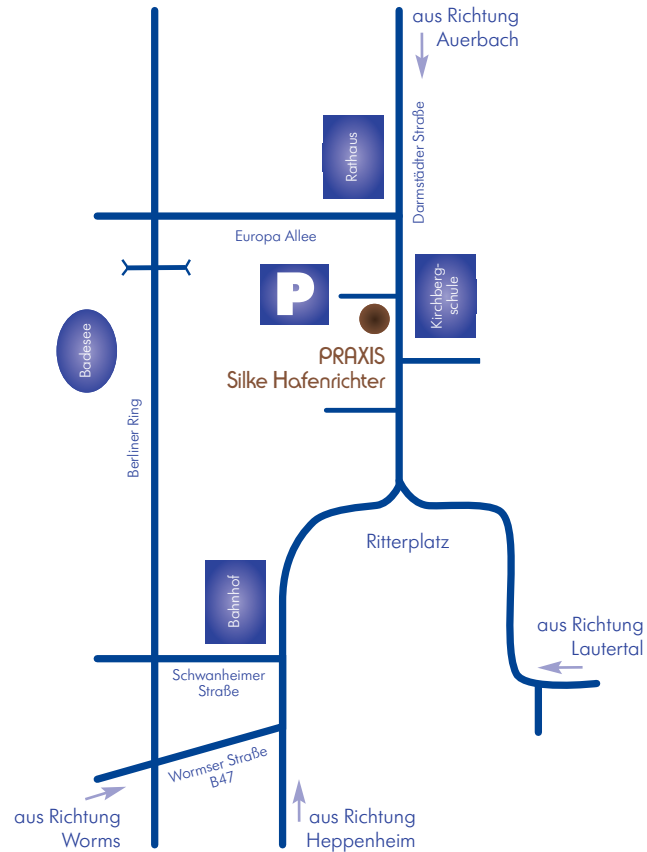 aus Richtung
Auerbach
Darmstädter Straße
Rathaus
Europa Allee
P
Kirchberg-
schule
Badesee
PRAXIS
Silke Hafenrichter
Berliner Ring
Ritterplatz
Bahnhof
aus Richtung
Lautertal
Schwanheimer
Straße
Wormser Straße
B47
aus Richtung
Worms
aus Richtung
Heppenheim